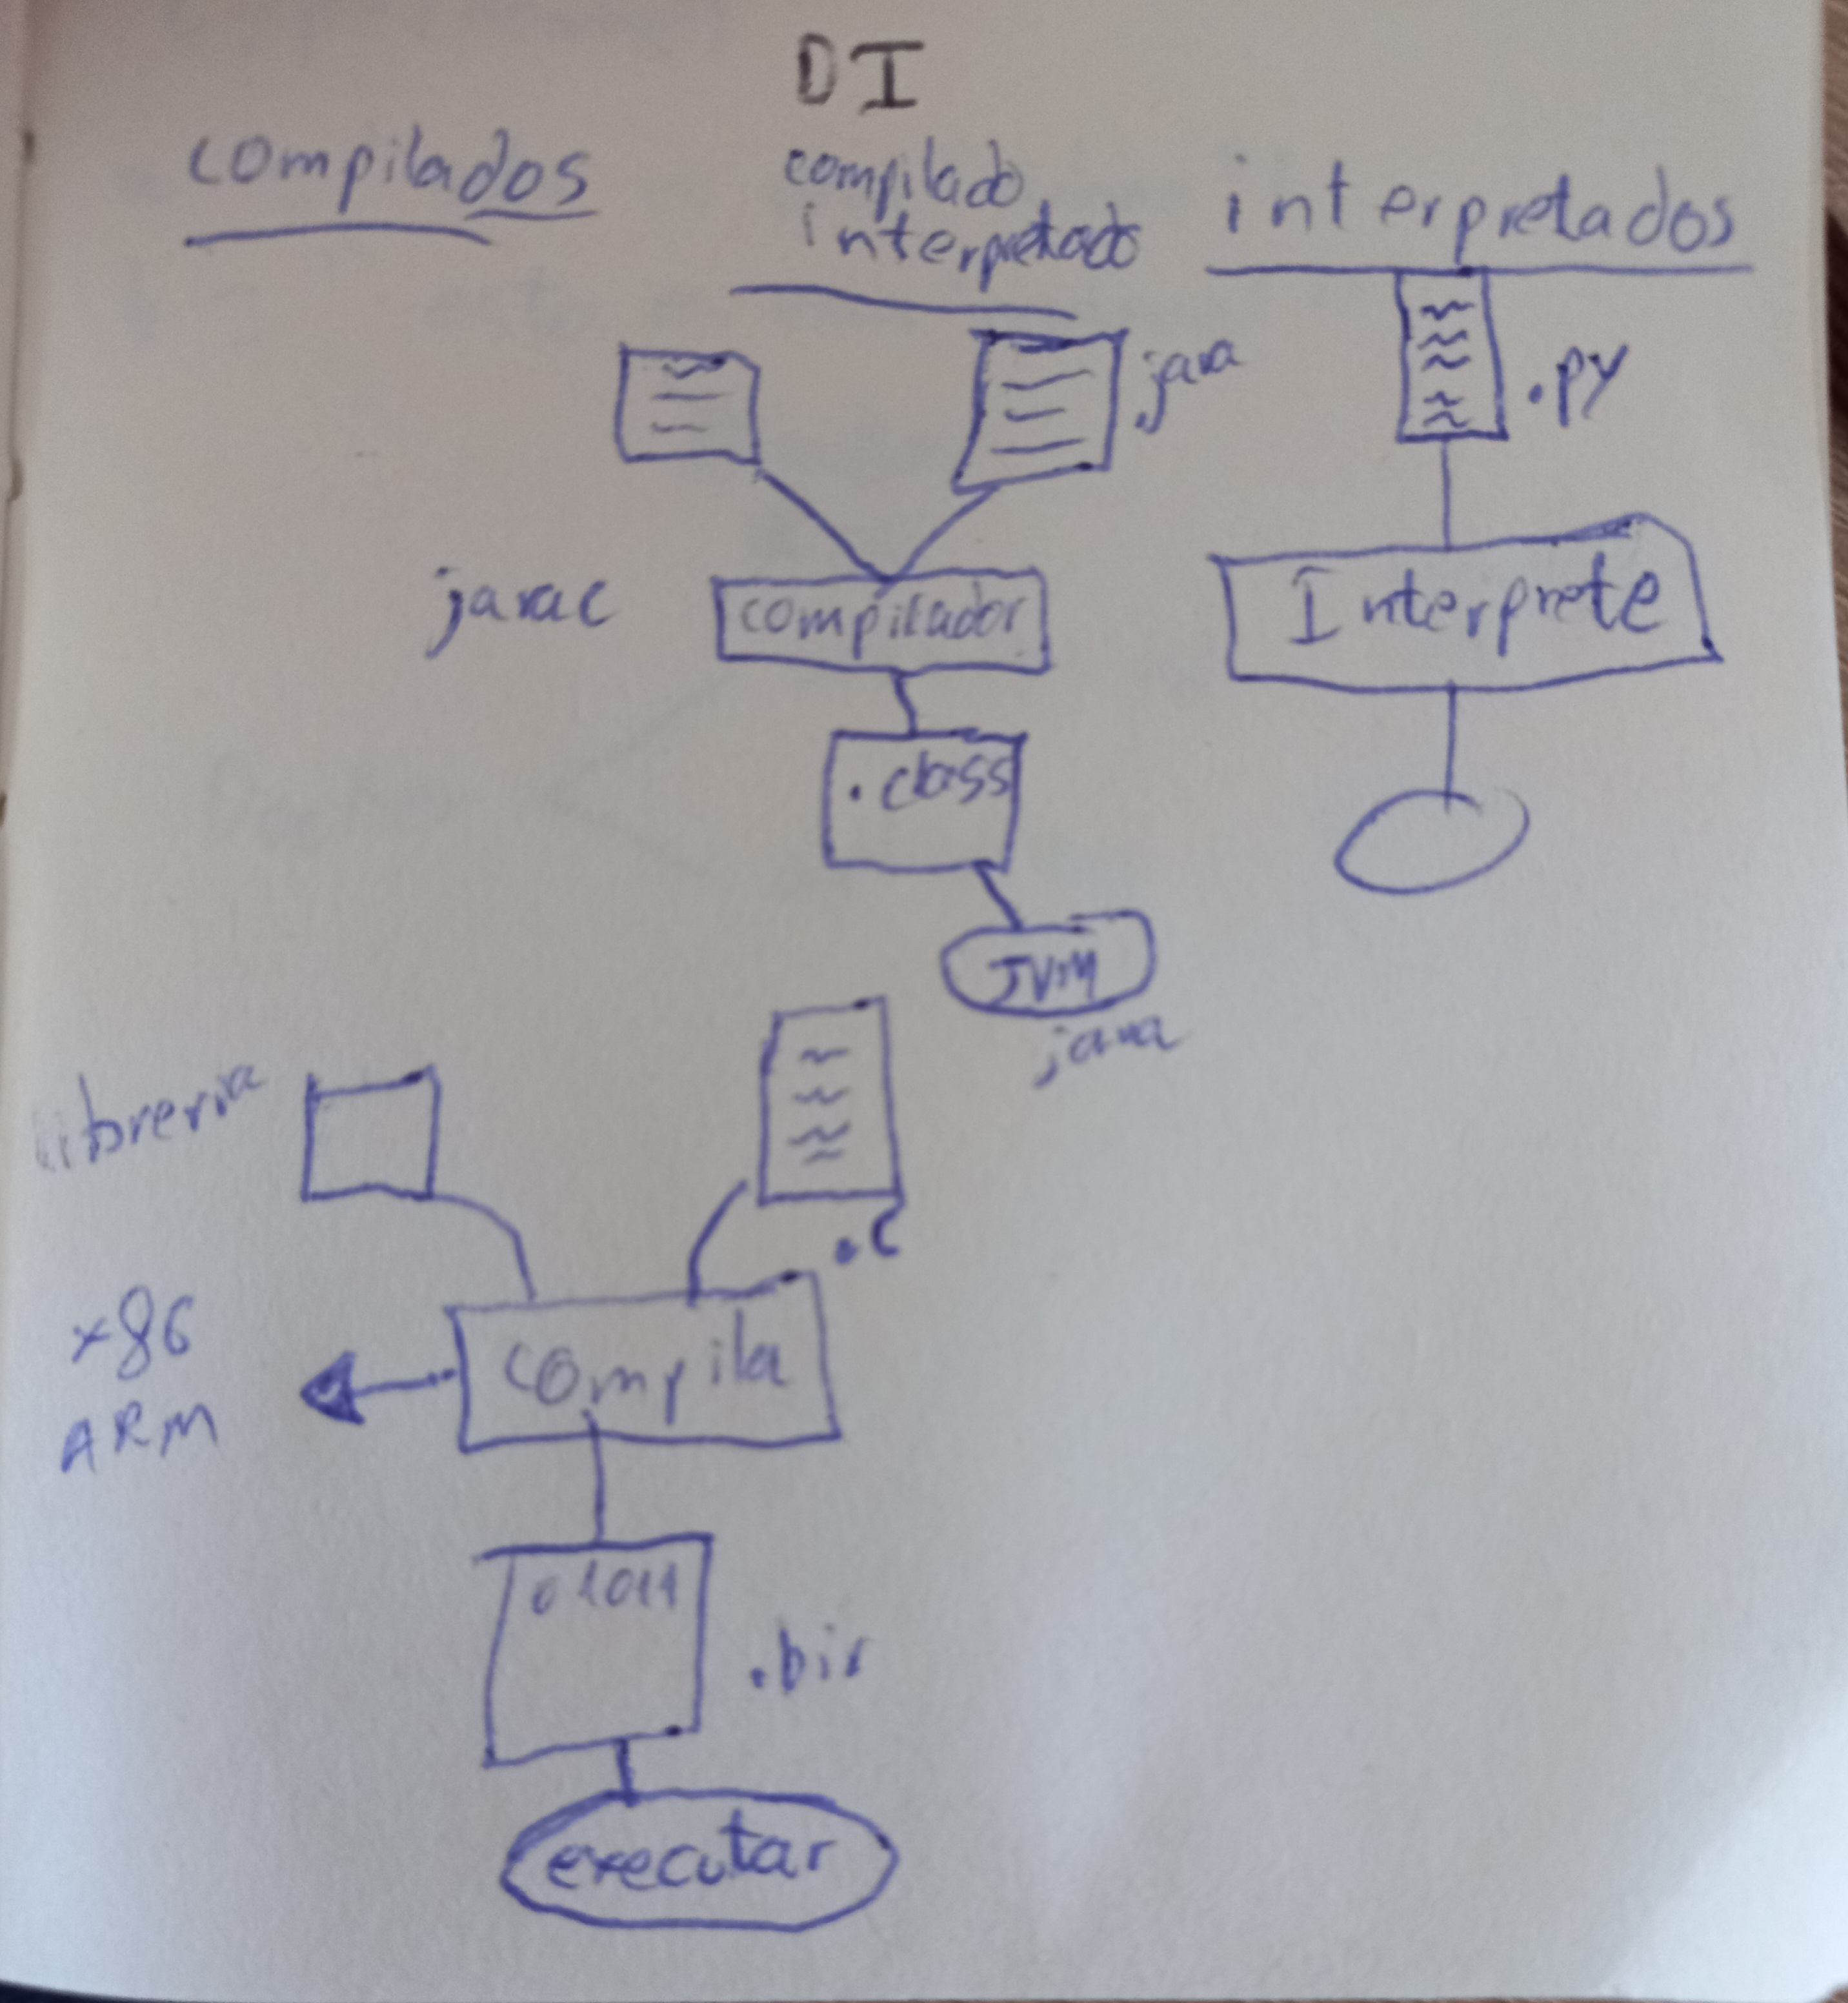 DI
compilados
compilado
interpretado
interpretados
.java
.py
javac
compilador
Interprete
.class
JVM
java
libreria
.c
x86
ARM
compila
01011
.bin
executar